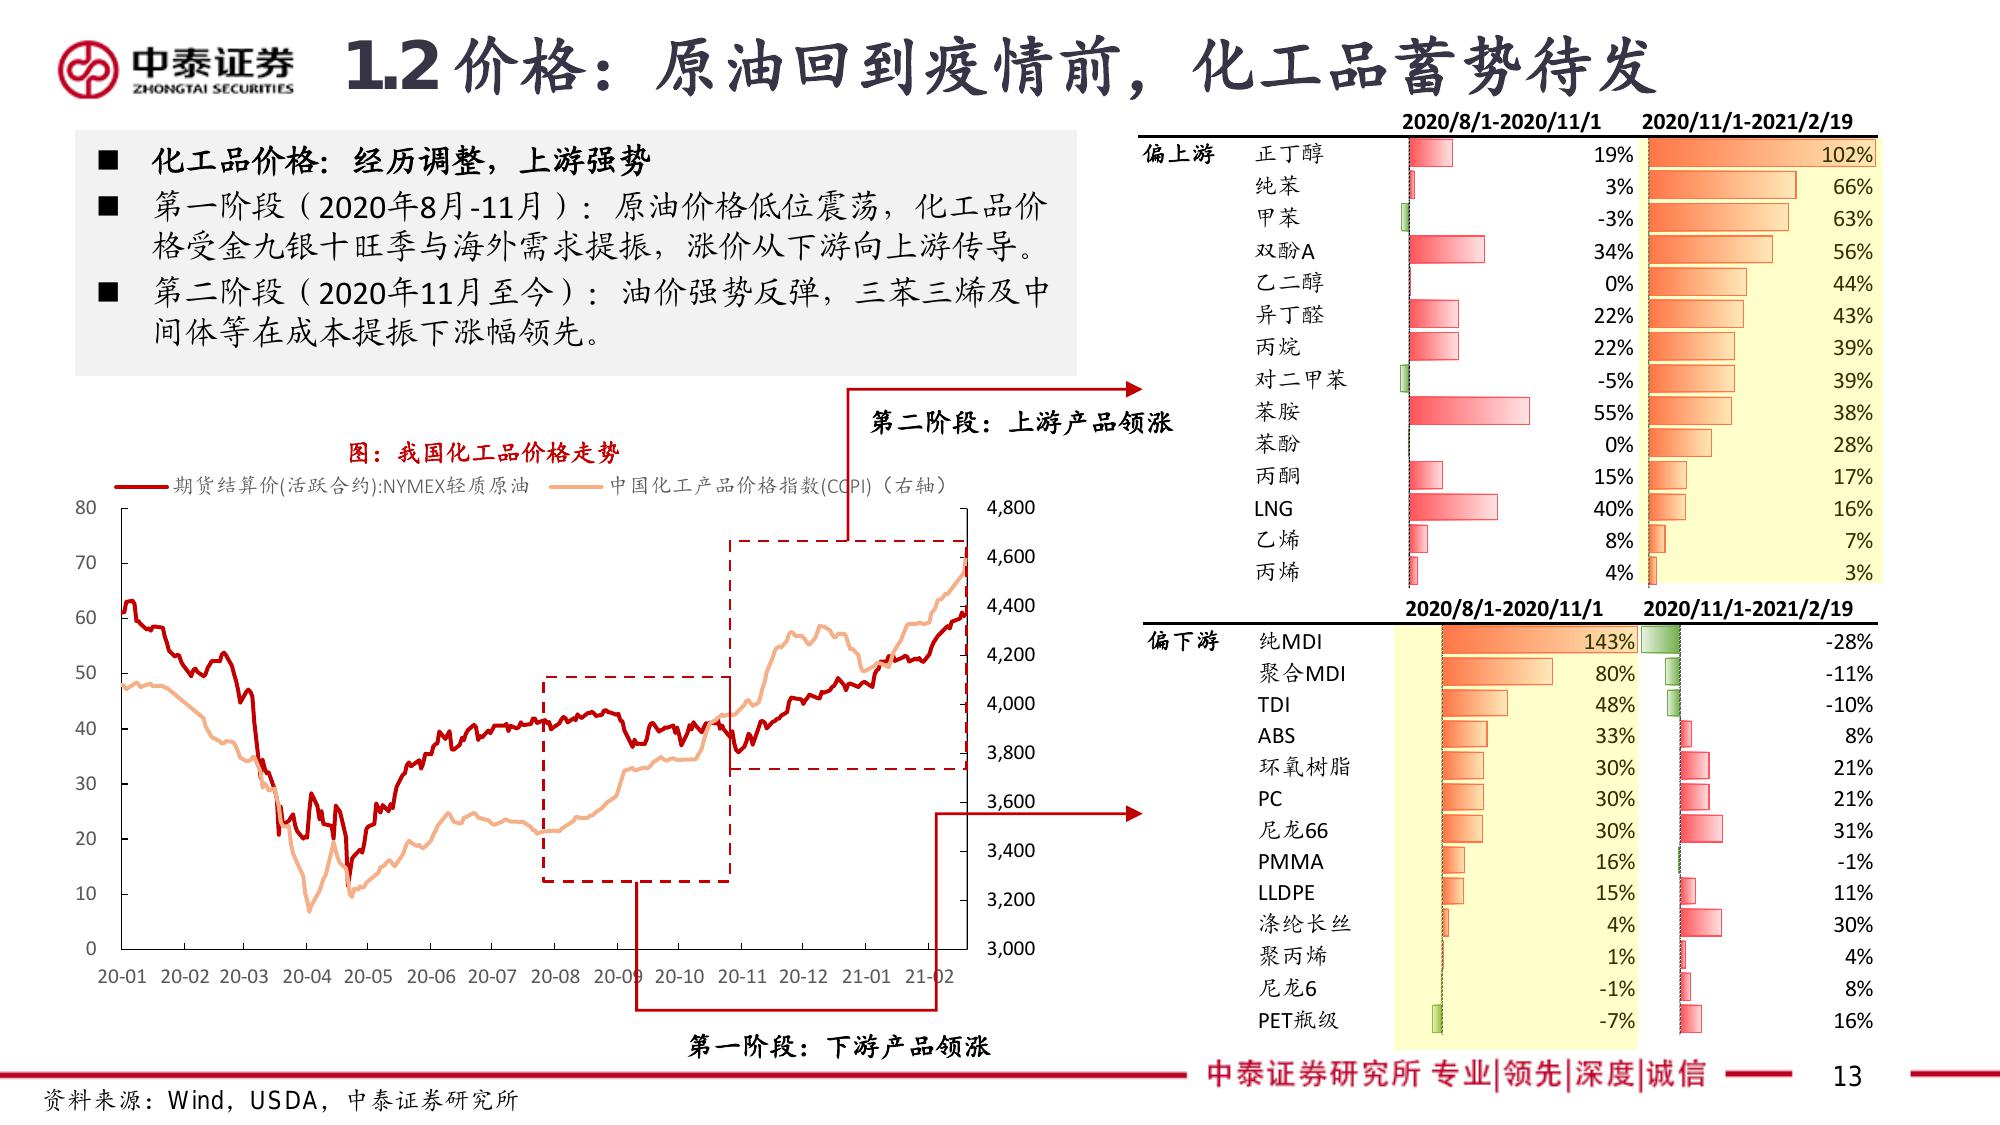 中泰证券
ZHONGTAI SECURITIES
1.2 价格：原油回到疫情前，化工品蓄势待发
■ 化工品价格：经历调整，上游强势
■ 第一阶段（2020年8月-11月）：原油价格低位震荡，化工品价
格受金九银十旺季与海外需求提振，涨价从下游向上游传导。
■ 第二阶段（2020年11月至今）：油价强势反弹，三苯三烯及中
间体等在成本提振下涨幅领先。
第二阶段：上游产品领涨
图：我国化工品价格走势
期货结算价(活跃合约):NYMEX轻质原油 中国化工产品价格指数(CCPI)（右轴）
80 4,800
70 4,600
60 4,400
50 4,200
40 4,000
30 3,800
20 3,600
10 3,400
0 3,200
3,000
20-01 20-02 20-03 20-04 20-05 20-06 20-07 20-08 20-09 20-10 20-11 20-12 21-01 21-02
第一阶段：下游产品领涨
2020/8/1-2020/11/1 2020/11/1-2021/2/19
偏上游 正丁醇 19% 102%
纯苯 3% 66%
甲苯 -3% 63%
双酚A 34% 56%
乙二醇 0% 44%
异丁醛 22% 43%
丙烷 22% 39%
对二甲苯 -5% 39%
苯胺 55% 38%
苯酚 0% 28%
丙酮 15% 17%
LNG 40% 16%
乙烯 8% 7%
丙烯 4% 3%
2020/8/1-2020/11/1 2020/11/1-2021/2/19
偏下游 纯MDI 143% -28%
聚合MDI 80% -11%
TDI 48% -10%
ABS 33% 8%
环氧树脂 30% 21%
PC 30% 21%
尼龙66 30% 31%
PMMA 16% -1%
LLDPE 15% 11%
涤纶长丝 4% 30%
聚丙烯 1% 4%
尼龙6 -1% 8%
PET瓶级 -7% 16%
中泰证券研究所 专业|领先|深度|诚信
13
资料来源：Wind，USDA，中泰证券研究所